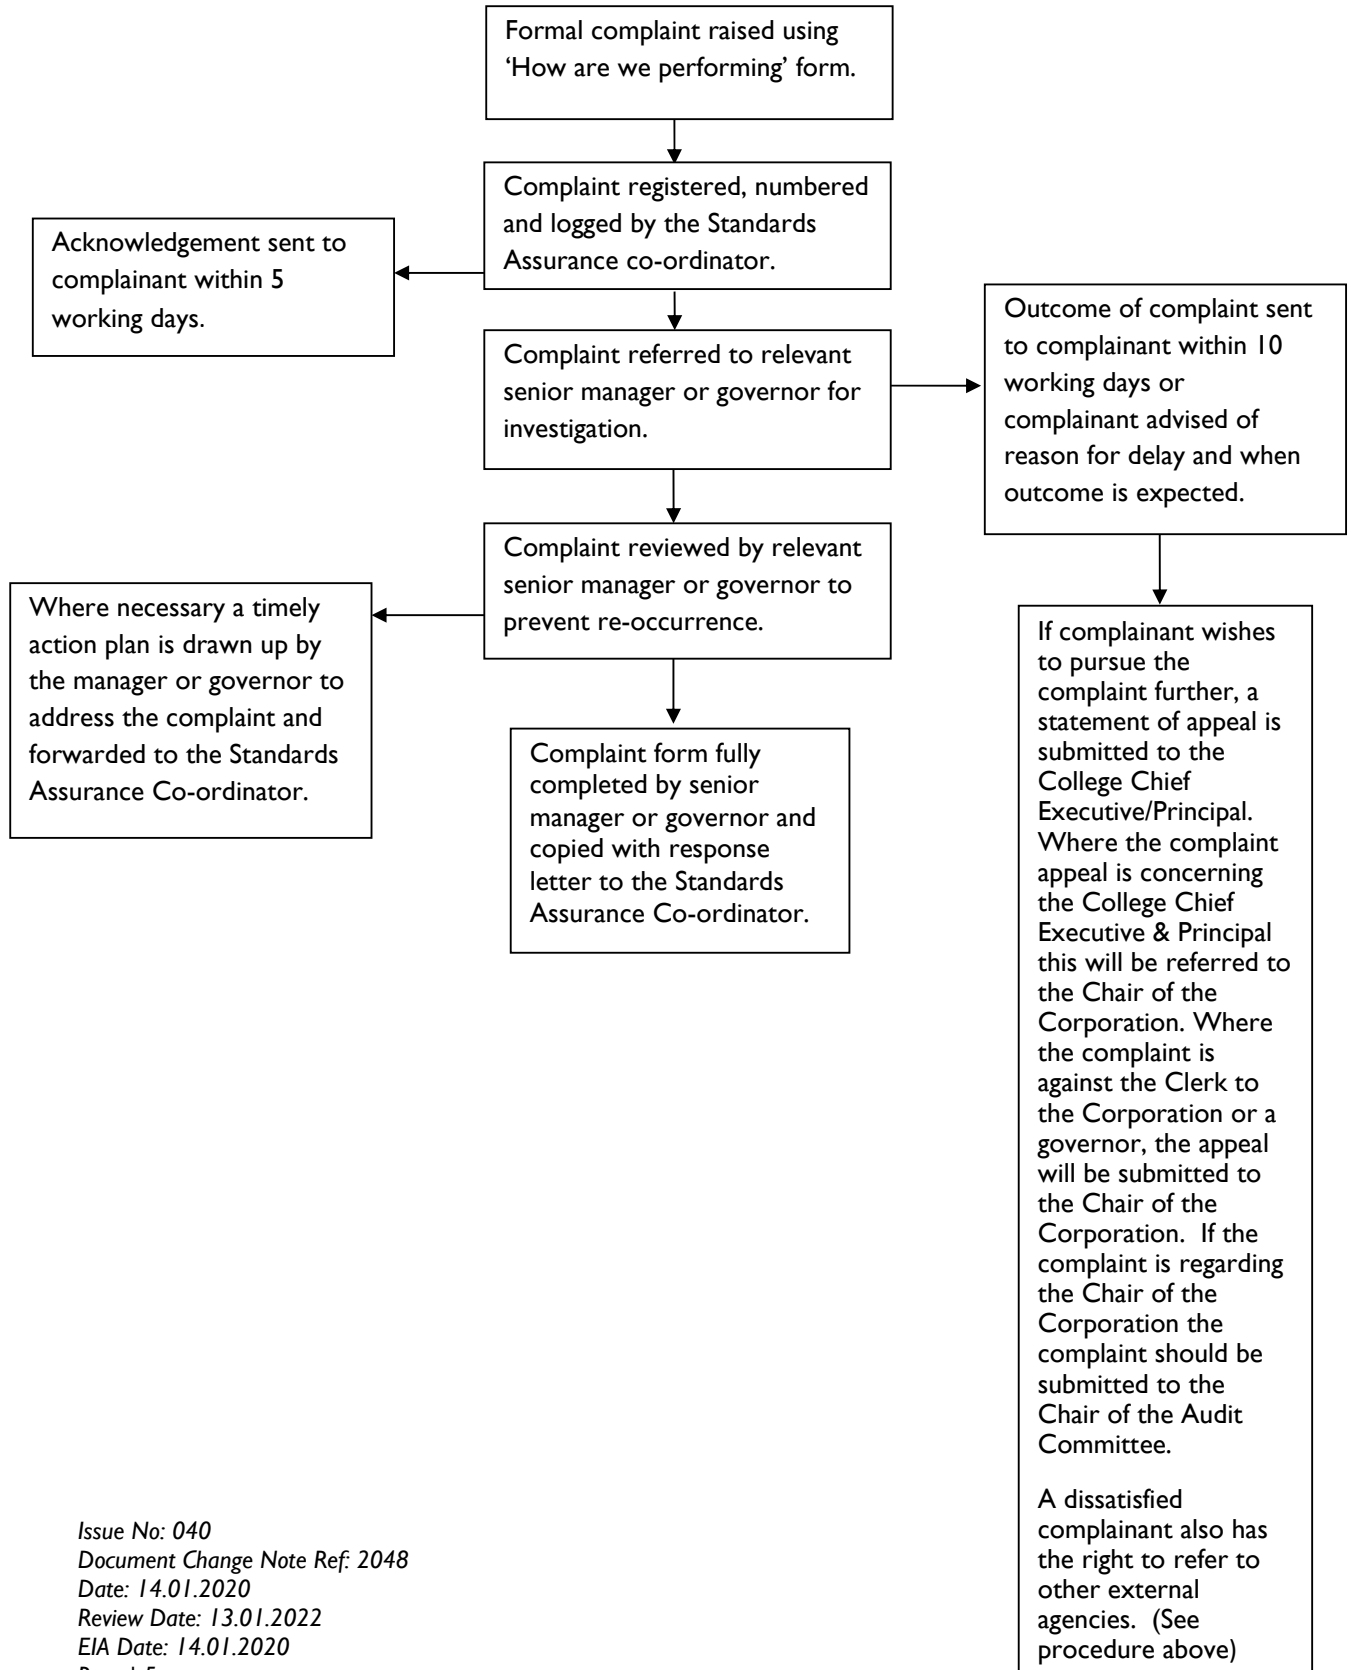 Formal complaint raised using
‘How are we performing’ form.
Complaint registered, numbered
and logged by the Standards
Assurance co-ordinator.
Acknowledgement sent to
complainant within 5
working days.
Complaint referred to relevant
senior manager or governor for
investigation.
Outcome of complaint sent
to complainant within 10
working days or
complainant advised of
reason for delay and when
outcome is expected.
Complaint reviewed by relevant
senior manager or governor to
prevent re-occurrence.
Where necessary a timely
action plan is drawn up by
the manager or governor to
address the complaint and
forwarded to the Standards
Assurance Co-ordinator.
Complaint form fully
completed by senior
manager or governor and
copied with response
letter to the Standards
Assurance Co-ordinator.
If complainant wishes
to pursue the
complaint further, a
statement of appeal is
submitted to the
College Chief
Executive/Principal.
Where the complaint
appeal is concerning
the College Chief
Executive & Principal
this will be referred to
the Chair of the
Corporation. Where
the complaint is
against the Clerk to
the Corporation or a
governor, the appeal
will be submitted to
the Chair of the
Corporation.  If the
complaint is regarding
the Chair of the
Corporation the
complaint should be
submitted to the
Chair of the Audit
Committee.
A dissatisfied
complainant also has
the right to refer to
other external
agencies.  (See
procedure above)
Issue No: 040
Document Change Note Ref: 2048
Date: 14.01.2020
Review Date: 13.01.2022
EIA Date: 14.01.2020